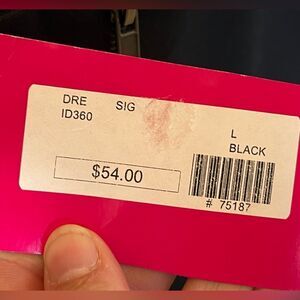 DRE SIG
ID360
L
BLACK
$54.00
# 75187